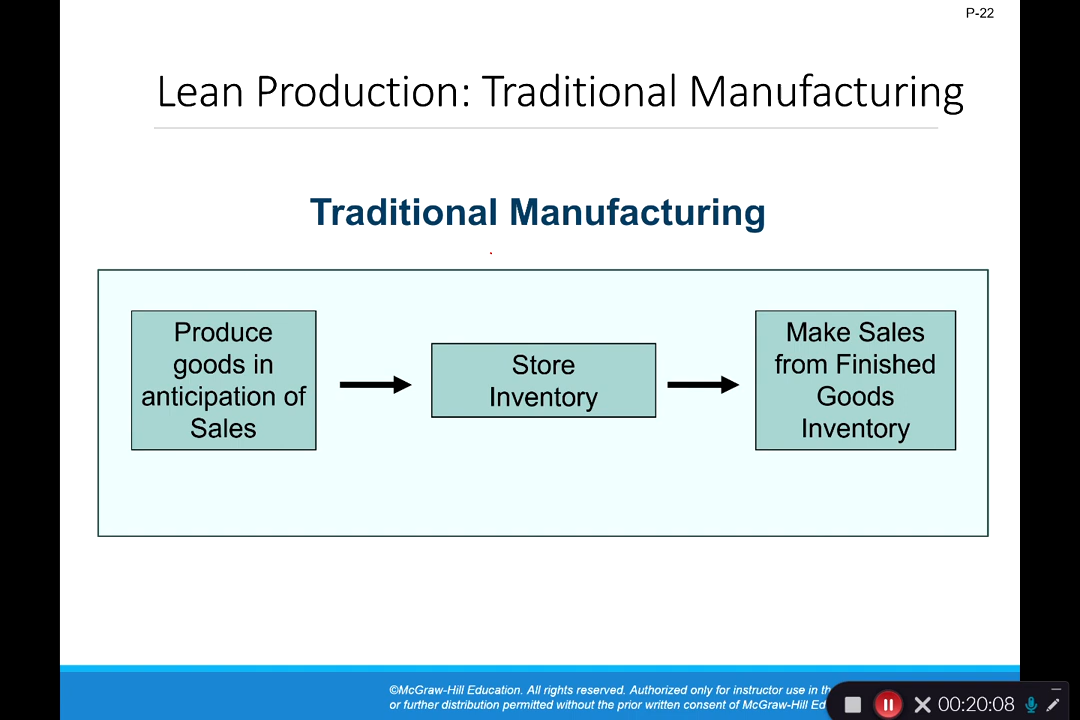 P-22
Lean Production: Traditional Manufacturing
Traditional Manufacturing
Produce
goods in
anticipation of
Sales
Store
Inventory
Make Sales
from Finished
Goods
Inventory
©McGraw-Hill Education. All rights reserved. Authorized only for instructor use in
or further distribution permitted without the prior written consent of McGraw-Hill
00:20:08